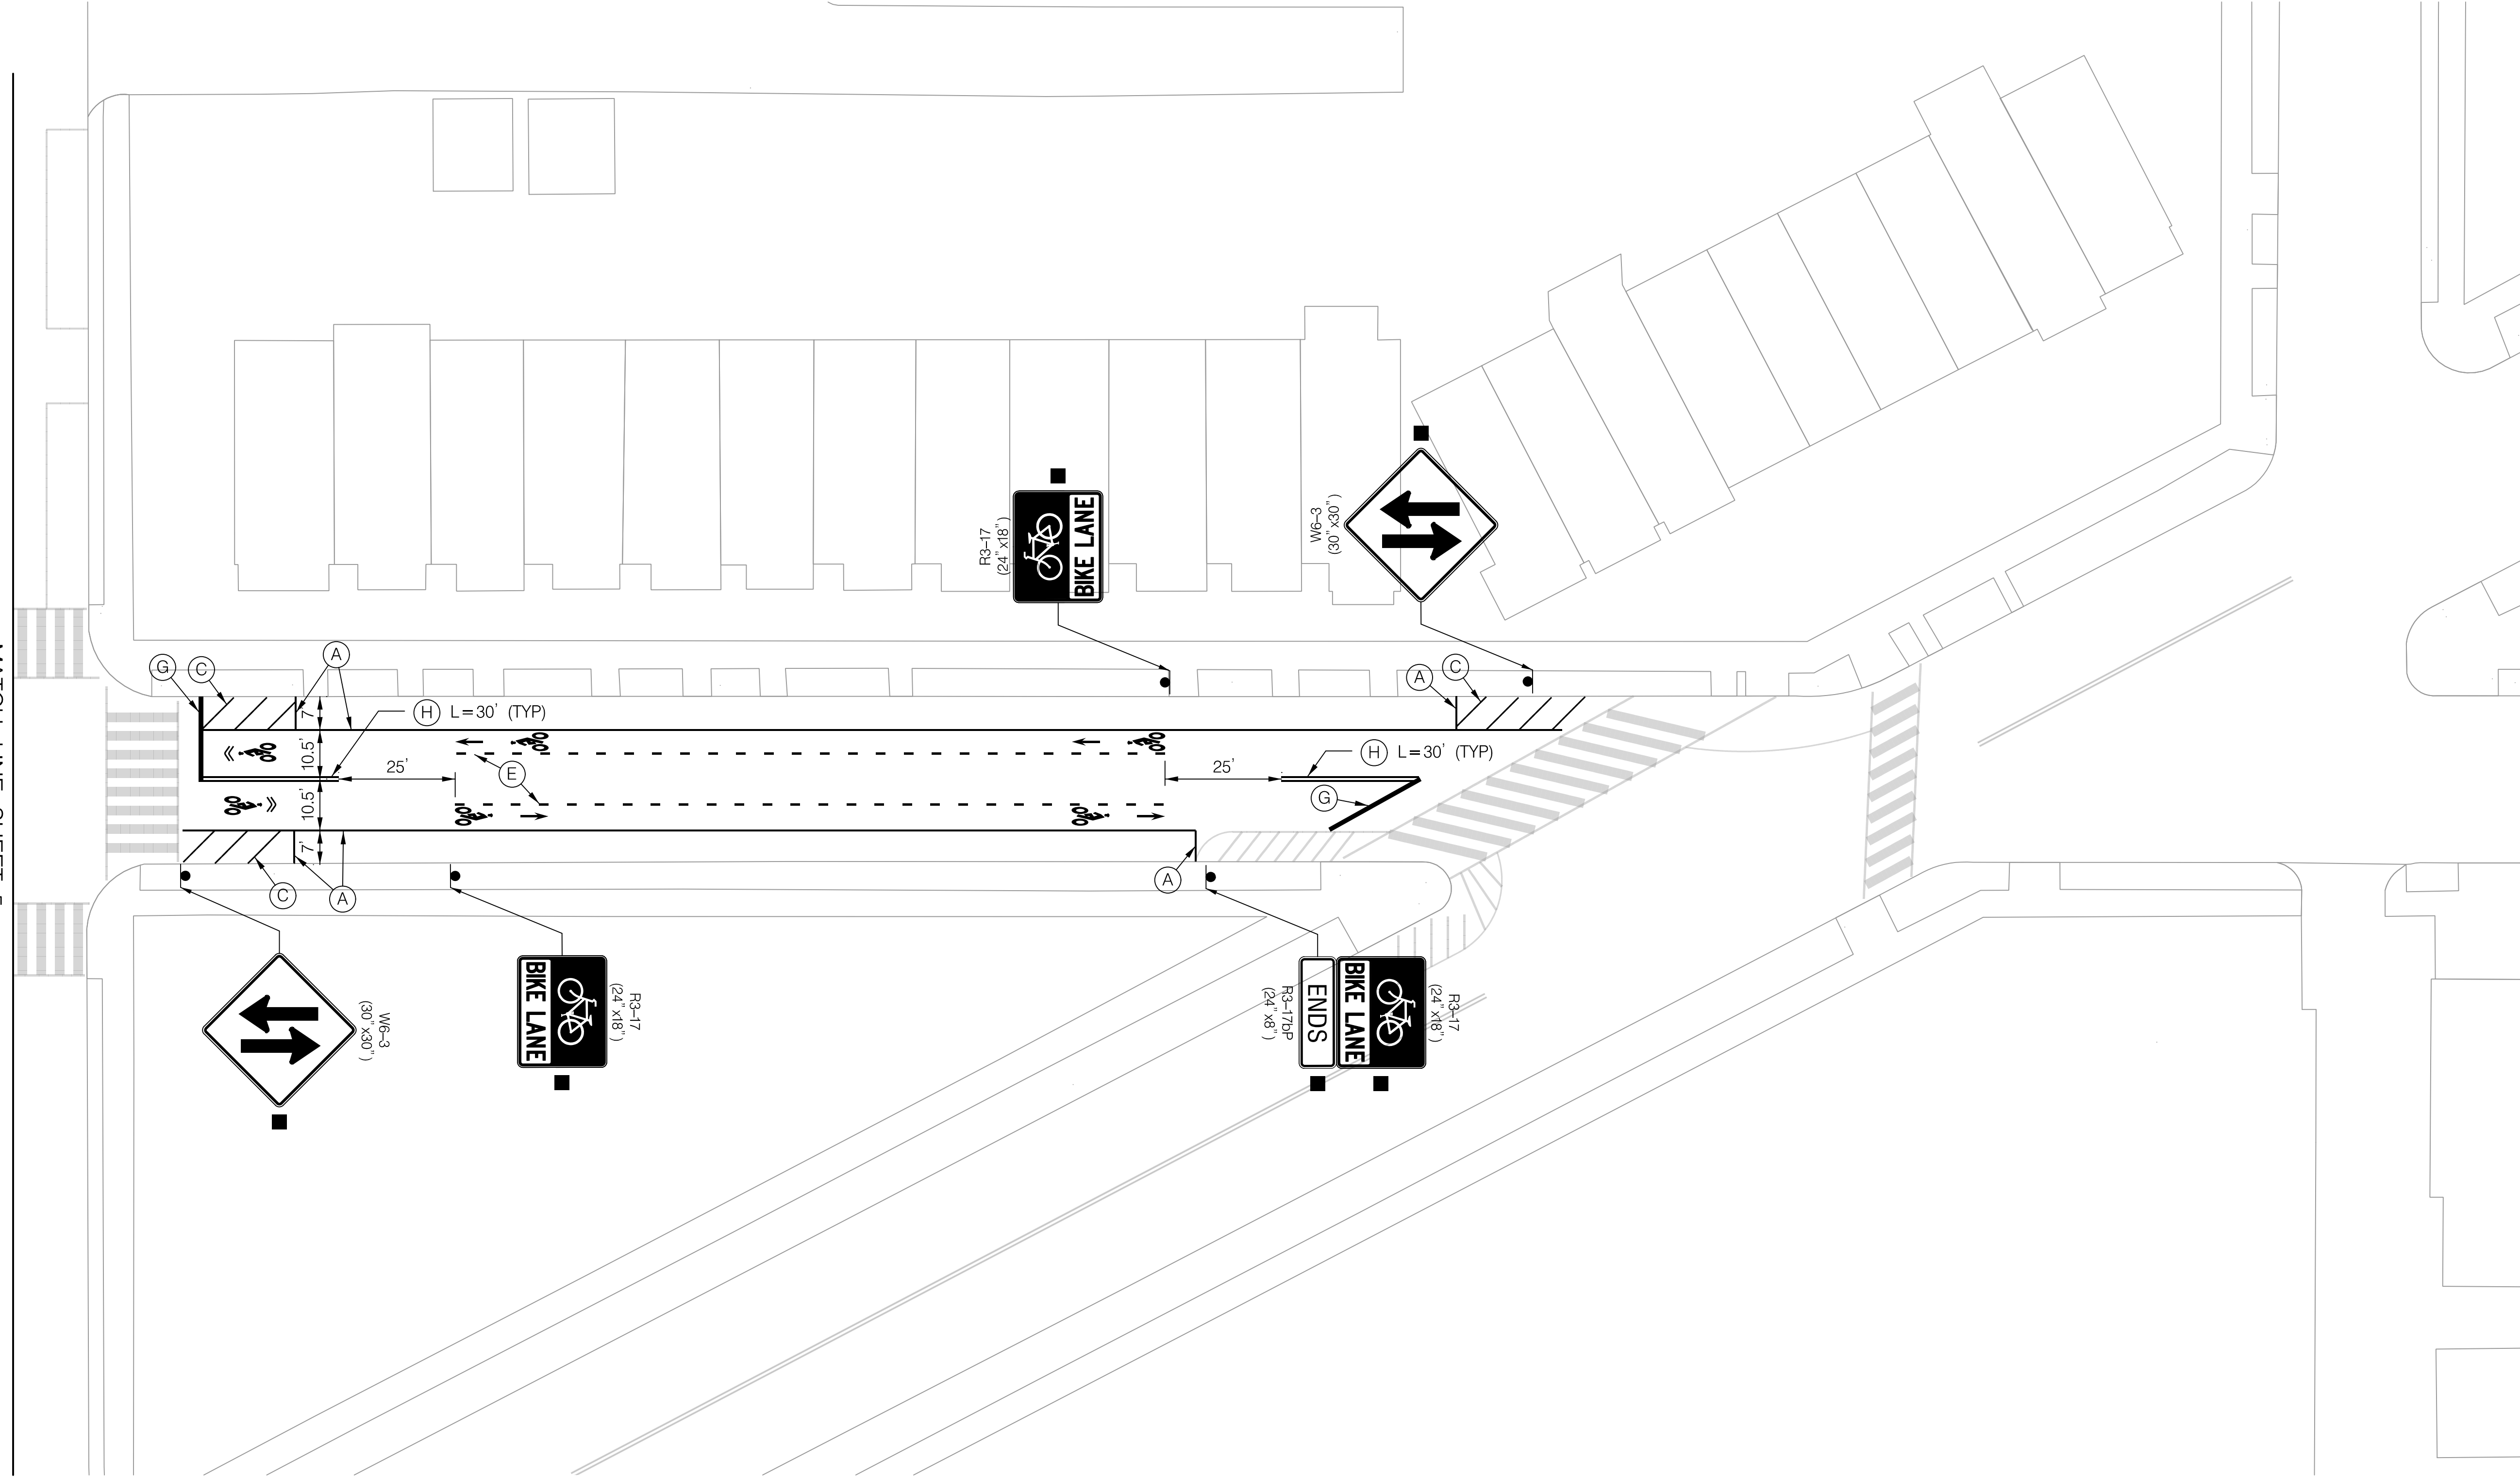 BIKE LANE
R3-17
(24" x18")
W6-3
(30" x30")
G
C
A
A
C
7'
H L=30' (TYP)
10.5'
25'
E
25'
H L=30' (TYP)
G
10.5'
7'
C
A
A
W6-3
(30" x30")
BIKE LANE
R3-17
(24" x18")
R3-17bP
(24" x8")
ENDS
BIKE LANE
R3-17
(24" x18")